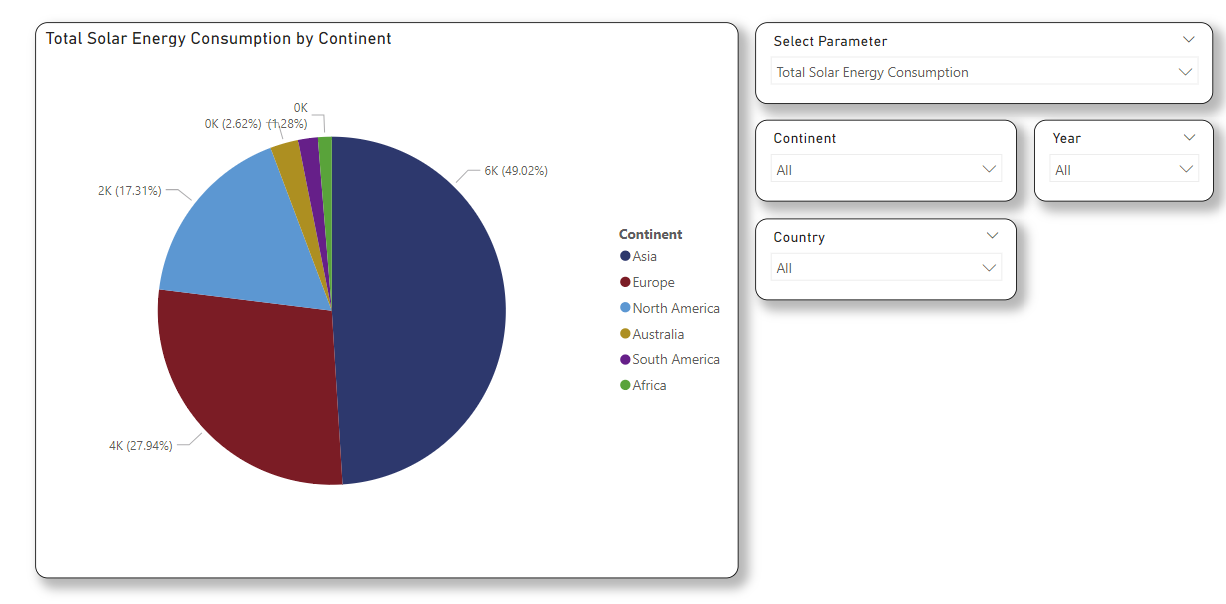 Total Solar Energy Consumption by Continent
0K
(1.28%)
0K (2.62%)
6K (49.02%)
2K (17.31%)
4K (27.94%)
Continent
Asia
Europe
North America
Australia
South America
Africa
Select Parameter
Total Solar Energy Consumption
Continent
All
Year
All
Country
All